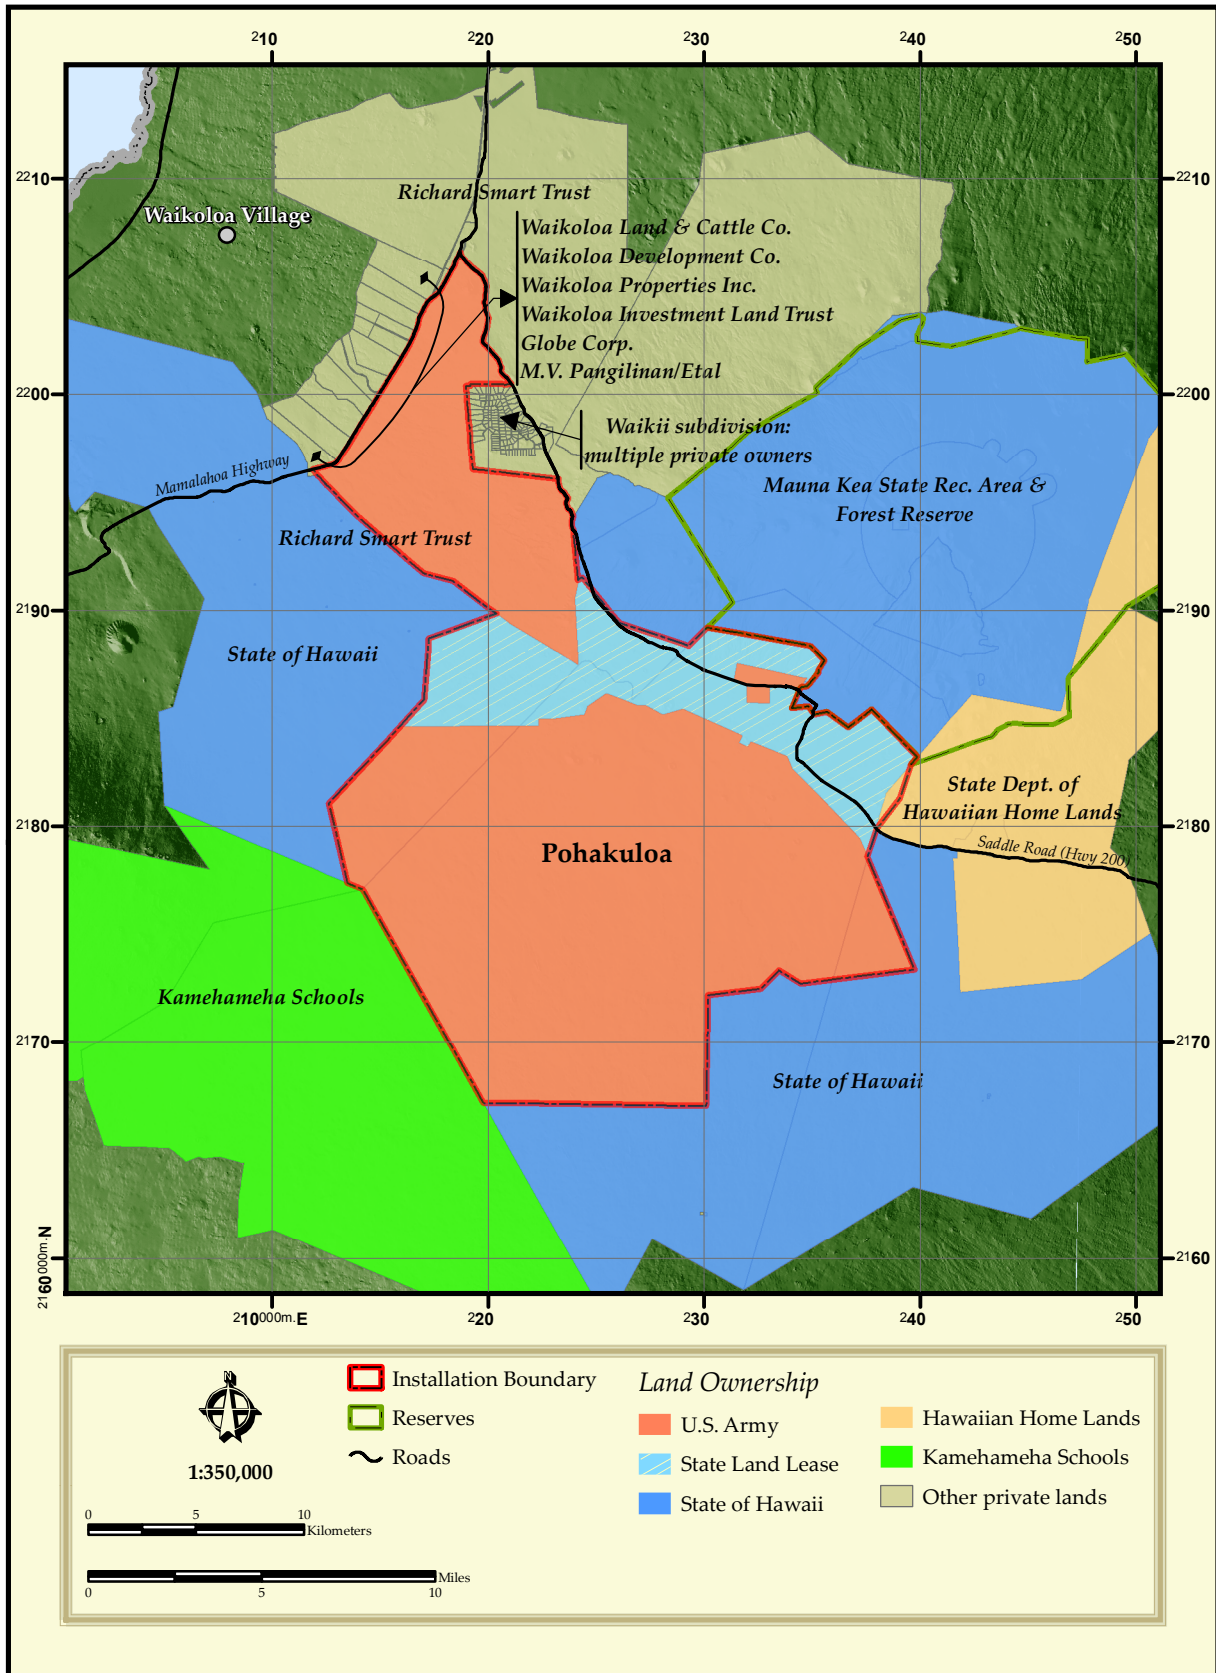 210 220 230 240 250
2210 2210
Richard Smart Trust
Waikoloa Village
Waikoloa Land & Cattle Co.
Waikoloa Development Co.
Waikoloa Properties Inc.
Waikoloa Investment Land Trust
Globe Corp.
M.V. Pangilinan/Etal
2200 2200
Waikii subdivision:
multiple private owners
Mamalahoa Highway
Mauna Kea State Rec. Area &
Forest Reserve
Richard Smart Trust
2190 2190
State of Hawaii
State Dept. of
Hawaiian Home Lands
2180 2180
Saddle Road (Hwy 200)
Pohakuloa
Kamehameha Schools
2170 2170
State of Hawaii
2160000m.N 2160
210000m.E 220 230 240 250
N
1:350,000
0 5 10
Kilometers
Miles
0 5 10
Installation Boundary
Reserves
Roads
Land Ownership
U.S. Army
State Land Lease
State of Hawaii
Hawaiian Home Lands
Kamehameha Schools
Other private lands